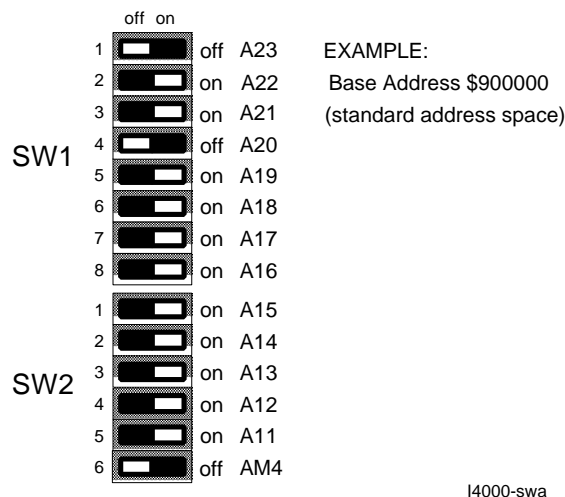 off on
1 off A23 EXAMPLE:
2 on A22 Base Address $900000
3 on A21 (standard address space)
4 off A20
SW1
5 on A19
6 on A18
7 on A17
8 on A16
1 on A15
2 on A14
3 on A13
SW2
4 on A12
5 on A11
6 off AM4
I4000-swa